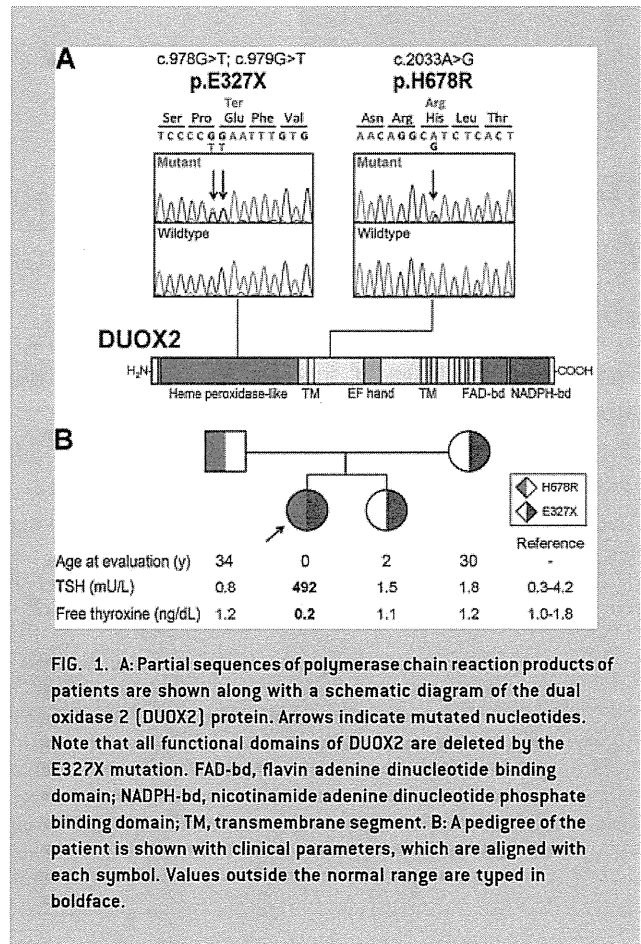 A
c.978G>T; c.979G>T
p.E327X
Ter
Ser Pro Glu Phe Val
TCCCCGGAATTTGTG
TT
Mutant
Wildtype
c.2033A>G
p.H678R
Arg
Asn Arg His Leu Thr
AACAGGCATCTCACT
G
Mutant
Wildtype
DUOX2
H₂N- -COOH
Heme peroxidase-like TM EF hand TM FAD-bd NADPH-bd
B
H678R
E327X
Reference
Age at evaluation (y) 34 0 2 30 -
TSH (mU/L) 0.8 492 1.5 1.8 0.3-4.2
Free thyroxine (ng/dL) 1.2 0.2 1.1 1.2 1.0-1.8
FIG. 1. A: Partial sequences of polymerase chain reaction products of
patients are shown along with a schematic diagram of the dual
oxidase 2 (DUOX2) protein. Arrows indicate mutated nucleotides.
Note that all functional domains of DUOX2 are deleted by the
E327X mutation. FAD-bd, flavin adenine dinucleotide binding
domain; NADPH-bd, nicotinamide adenine dinucleotide phosphate
binding domain; TM, transmembrane segment. B: A pedigree of the
patient is shown with clinical parameters, which are aligned with
each symbol. Values outside the normal range are typed in
boldface.